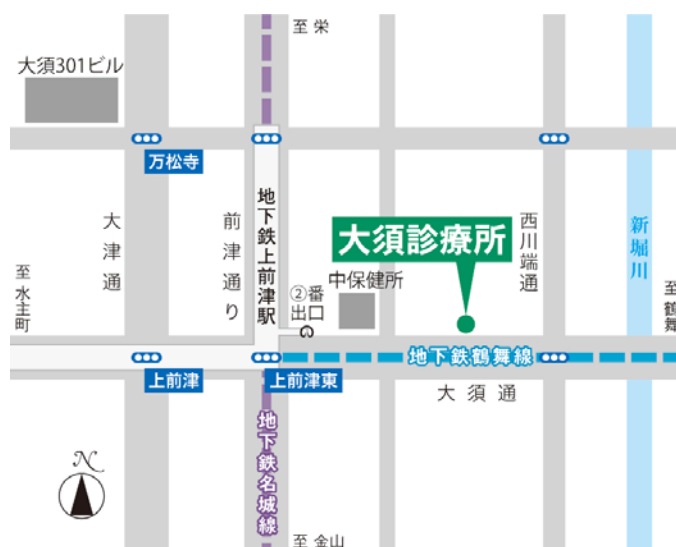 至 栄
大須301ビル
万松寺
大津通
前津通り
地下鉄上前津駅
大須診療所
西川端通
新堀川
至 水主町
②番
出口
中保健所
至 鶴舞
地下鉄鶴舞線
上前津
上前津東
大須通
地下鉄名城線
N
至 金山